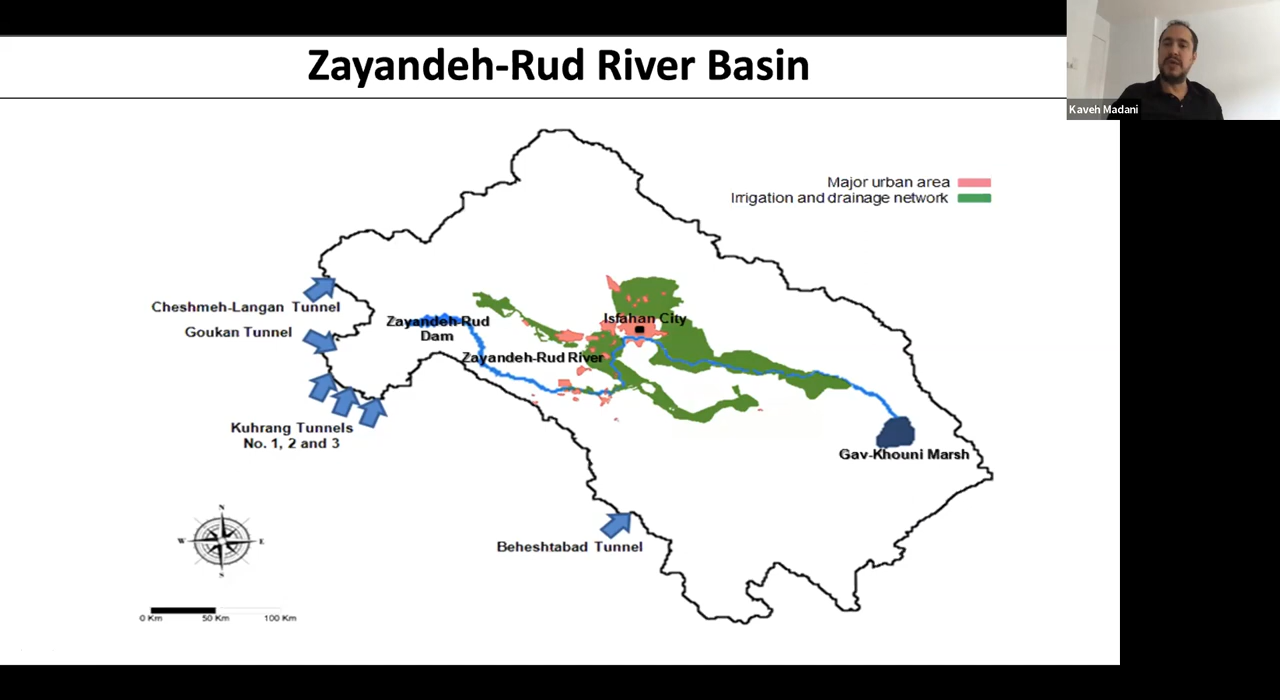 Zayandeh-Rud River Basin
Kaveh Madani
Major urban area
Irrigation and drainage network
Cheshmeh-Langan Tunnel
Goukan Tunnel
Zayandeh-Rud
Dam
Isfahan City
Zayandeh-Rud River
Kuhrang Tunnels
No. 1, 2 and 3
Gav-Khouni Marsh
Beheshtabad Tunnel
N
W
E
S
0 Km
50 Km
100 Km